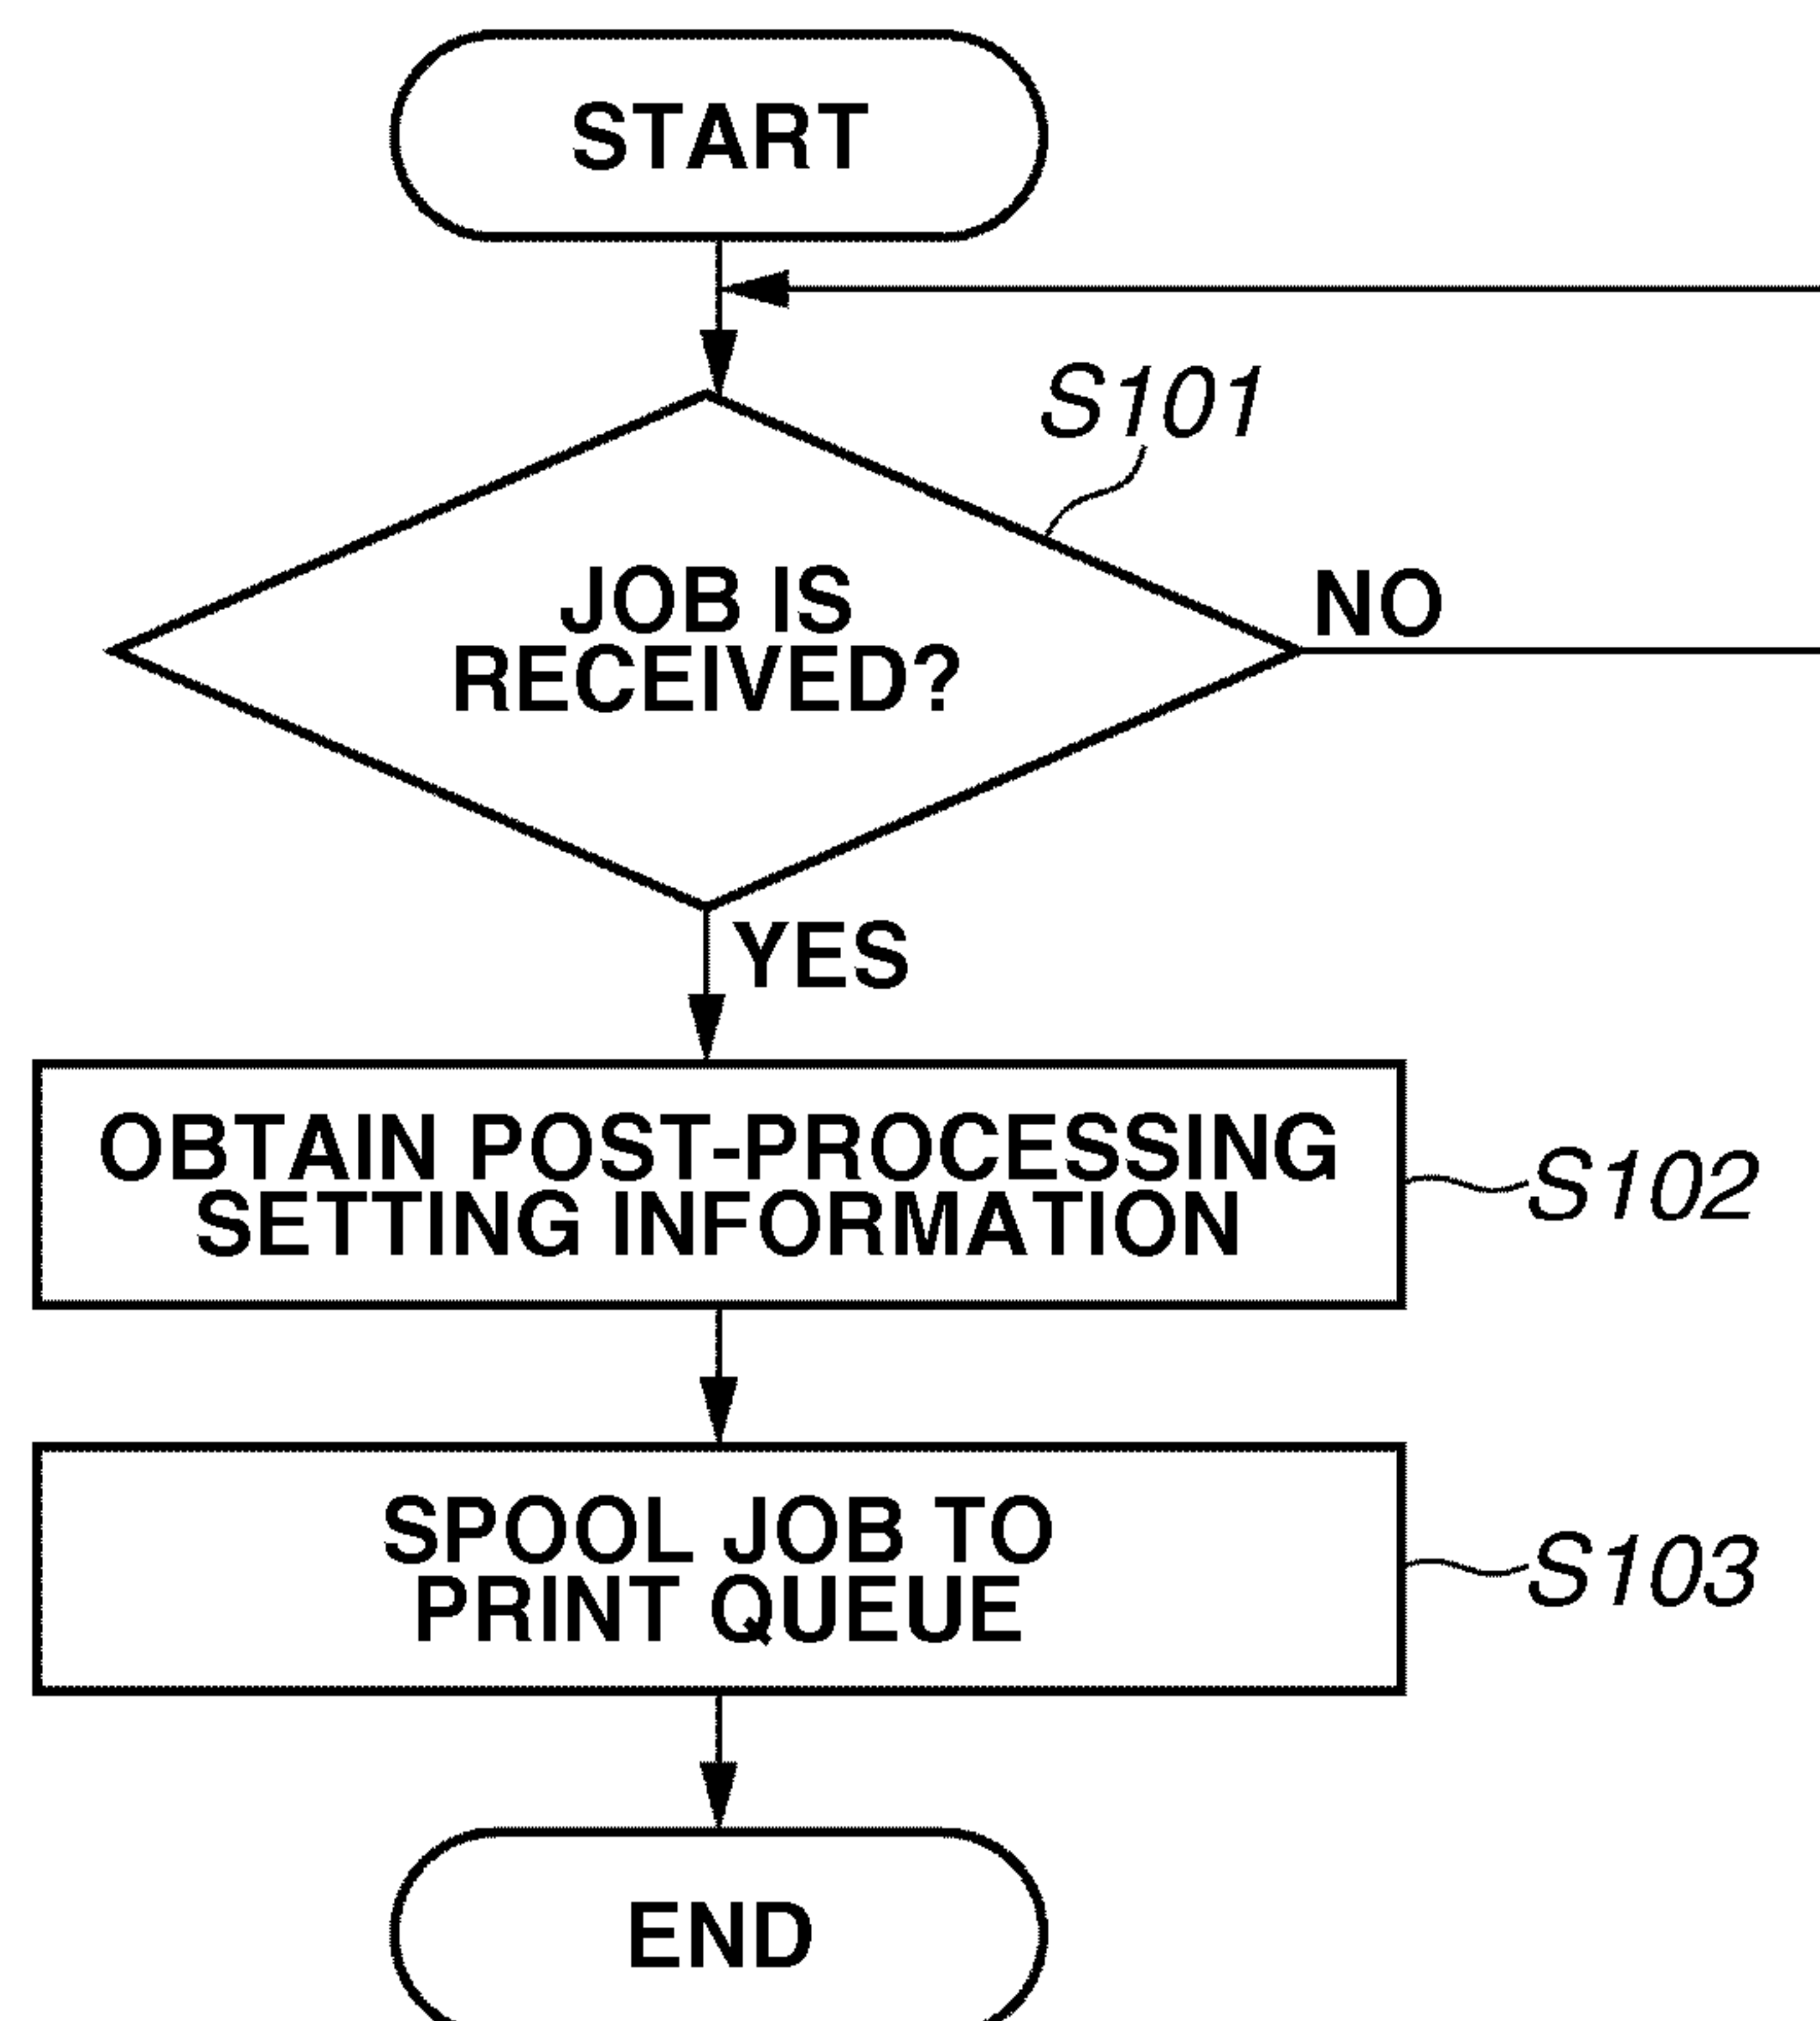 START
S101
JOB IS
RECEIVED?
NO
YES
OBTAIN POST-PROCESSING
SETTING INFORMATION
S102
SPOOL JOB TO
PRINT QUEUE
S103
END